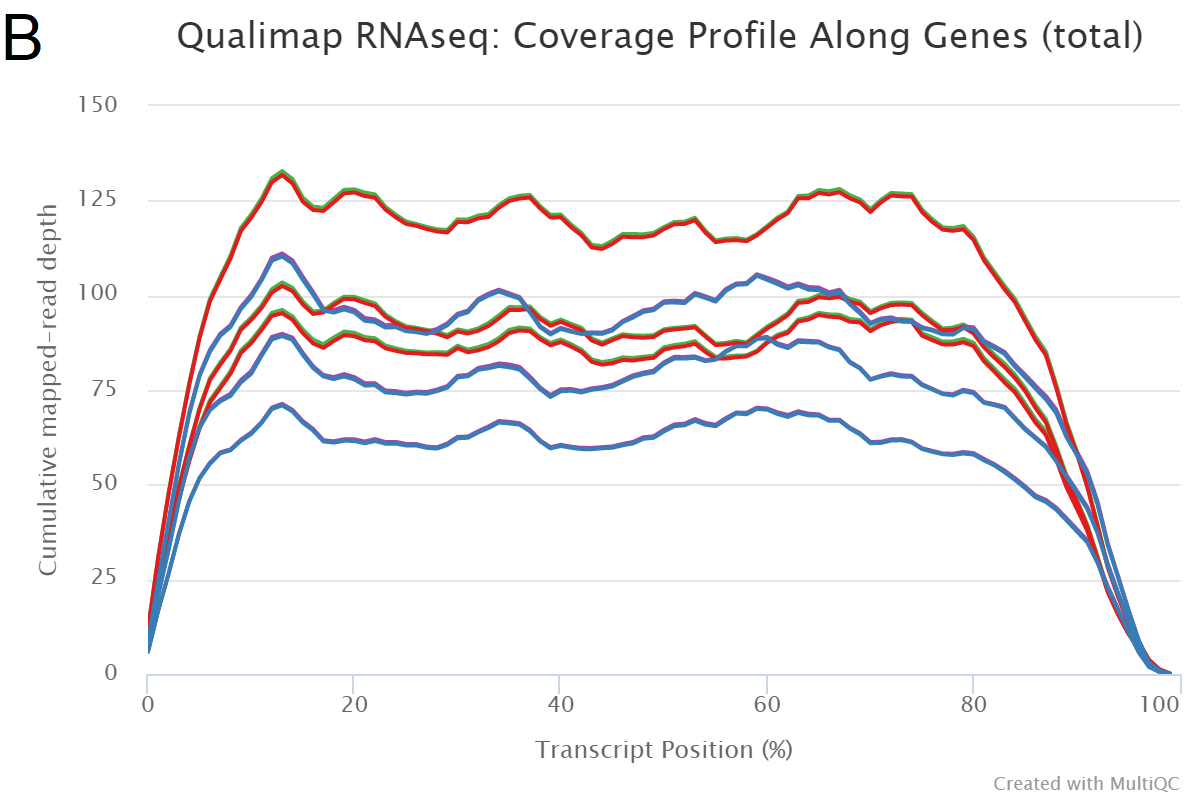 B
Qualimap RNAseq: Coverage Profile Along Genes (total)
Cumulative mapped-read depth
150
125
100
75
50
25
0
0 20 40 60 80 100
Transcript Position (%)
Created with MultiQC